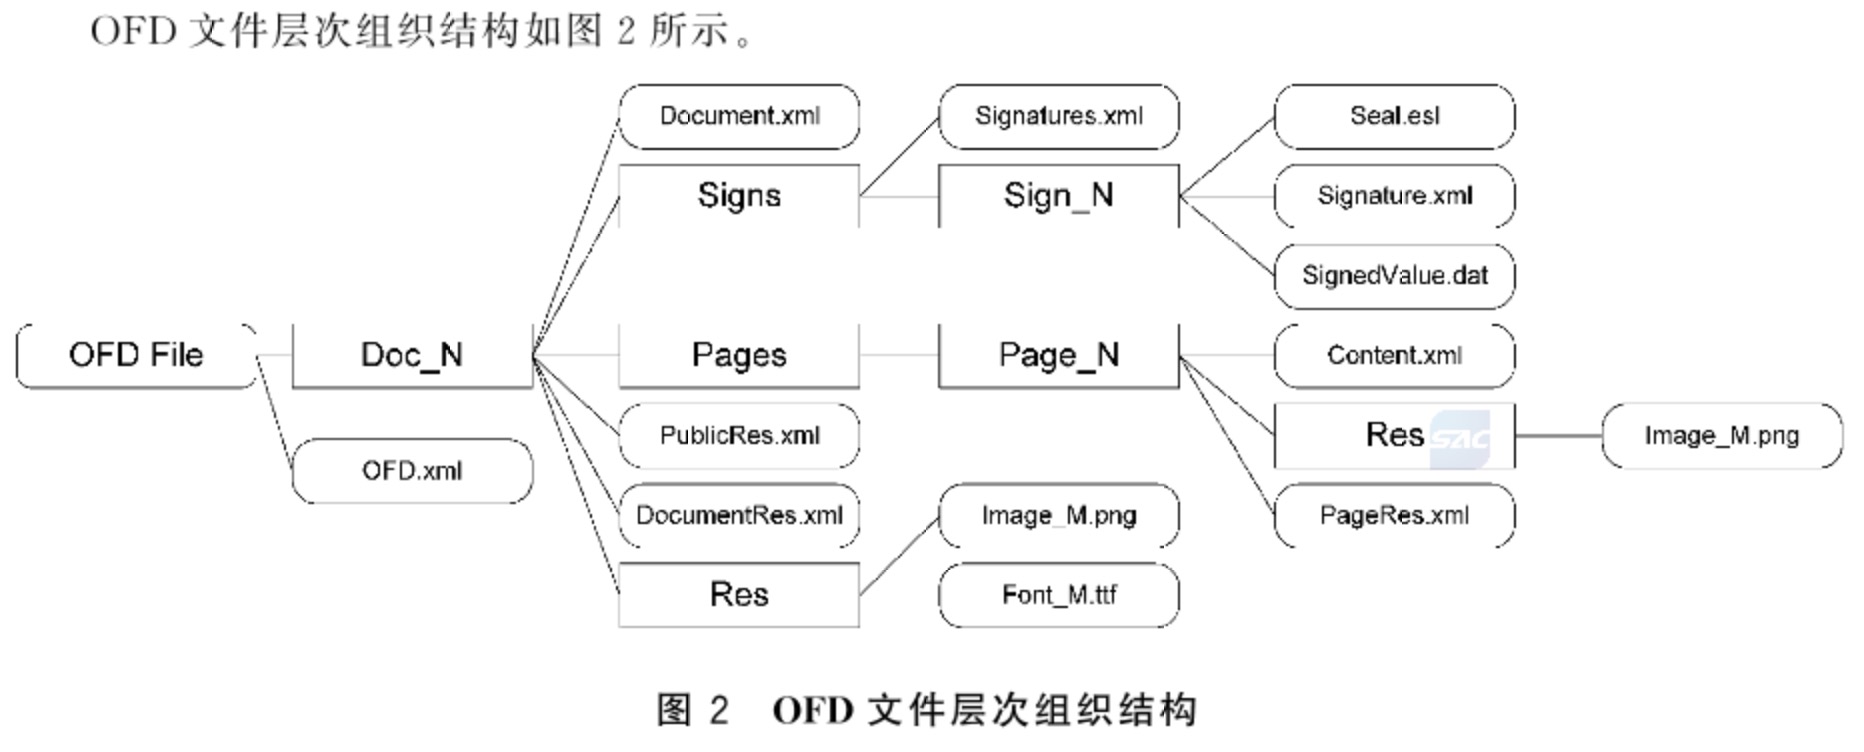 OFD 文件层次组织结构如图 2 所示。
Document.xml
Signatures.xml
Seal.esl
Signs
Sign_N
Signature.xml
SignedValue.dat
OFD File
Doc_N
Pages
Page_N
Content.xml
PublicRes.xml
Res
SAC
Image_M.png
OFD.xml
DocumentRes.xml
Image_M.png
PageRes.xml
Res
Font_M.ttf
图 2 OFD 文件层次组织结构